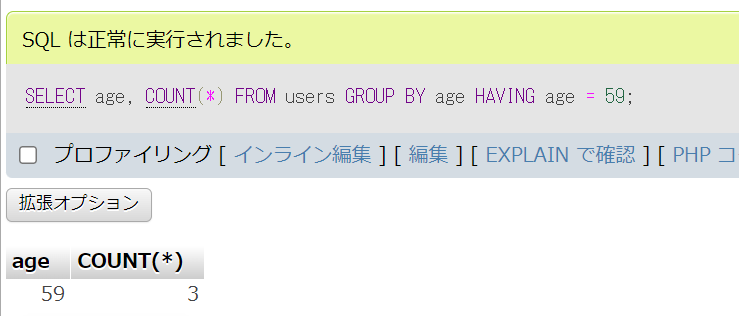 SQL は正常に実行されました。
SELECT age, COUNT(*) FROM users GROUP BY age HAVING age = 59;
プロファイリング [ インライン編集 ] [ 編集 ] [ EXPLAIN で確認 ] [ PHP コ
拡張オプション
age COUNT(*)
59 3